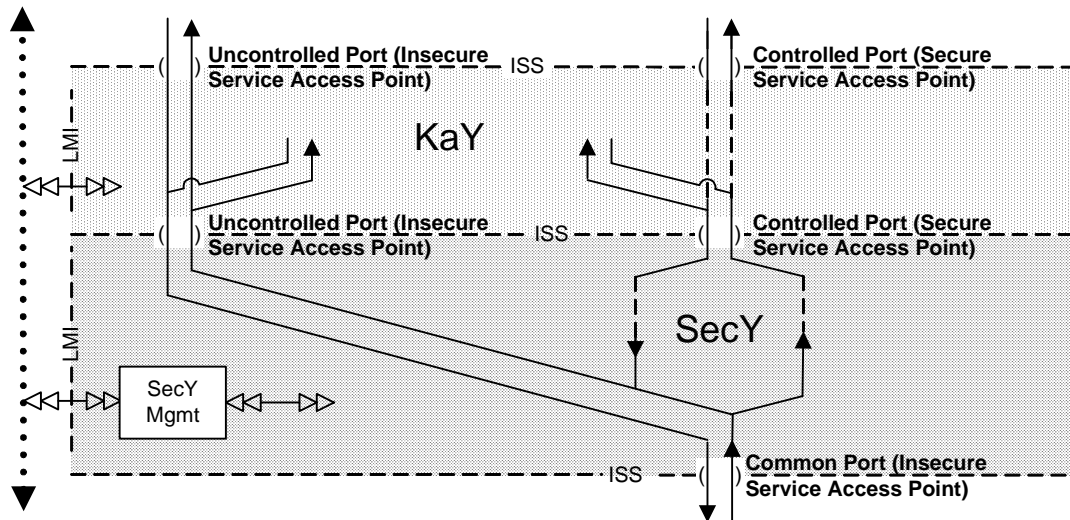 Uncontrolled Port (Insecure
Service Access Point)
ISS
Controlled Port (Secure
Service Access Point)
LMI
KaY
Uncontrolled Port (Insecure
Service Access Point)
ISS
Controlled Port (Secure
Service Access Point)
LMI
SecY
SecY
Mgmt
ISS
Common Port (Insecure
Service Access Point)